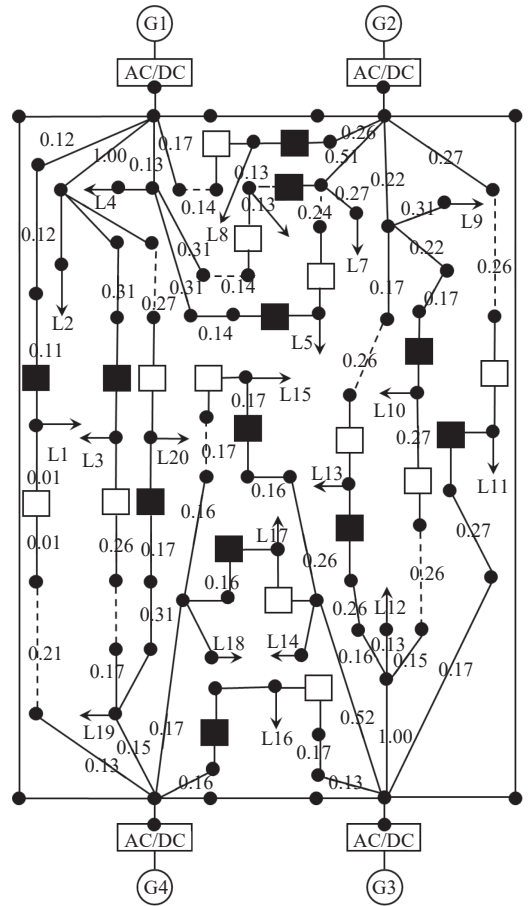 G1 G2
AC/DC AC/DC
0.12 0.17 0.26
1.00 0.13 0.51 0.27
0.13 0.22
L4 0.14 0.13 0.27 0.31 L9
0.12 L8 0.24
0.31 L7 0.22
0.31 0.27 0.31 0.14 0.17 0.17 0.26
L2 0.14 L5
0.11 0.26
L15
0.17 L10
L1 L3 L20 0.17 0.27
0.01 0.16 L13 L11
0.16 L17 0.27
0.01 0.26 0.17 0.26 0.26
0.16 0.26 L12
0.31 0.13
0.21 0.17 L18 L14 0.16 0.15 0.17
L19 0.17 0.52
0.15 L16 1.00
0.13 0.17
0.16 0.13
AC/DC AC/DC
G4 G3